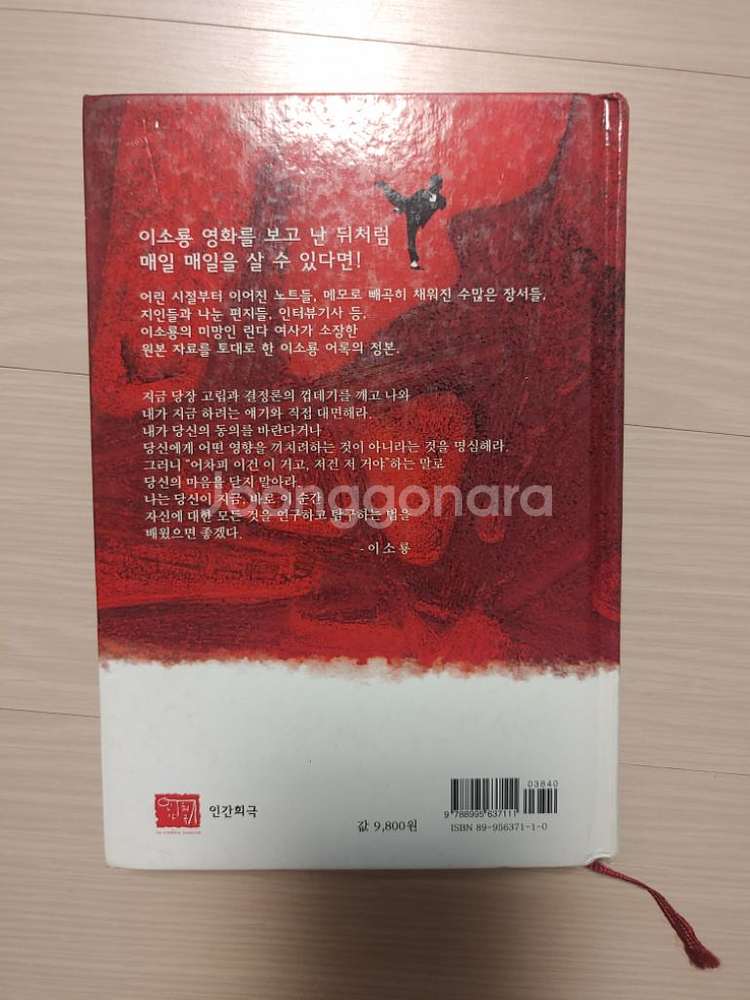 이소룡 영화를 보고 난 뒤처럼
매일 매일을 살 수 있다면!
어린 시절부터 이어진 노트들, 메모로 빼곡히 채워진 수많은 장서들,
지인들과 나눈 편지들, 인터뷰기사 등,
이소룡의 미망인 린다 여사가 소장한
원본 자료를 토대로 한 이소룡 어록의 정본.
지금 당장 고립과 결정론의 껍데기를 깨고 나와
내가 지금 하려는 얘기와 직접 대면해라.
내가 당신의 동의를 바란다거나
당신에게 어떤 영향을 끼치려하는 것이 아니라는 것을 명심해라.
그러니 "어차피 이건 이 거고, 저건 저 거야"하는 말로
당신의 마음을 닫지 말아라.
나는 당신이 지금, 바로 이 순간
자신에 대한 모든 것을 연구하고 탐구하는 법을
배웠으면 좋겠다.
- 이소룡
joonggonara
03840
9 788995 637111
인간희극
값 9,800원
ISBN 89-956371-1-0